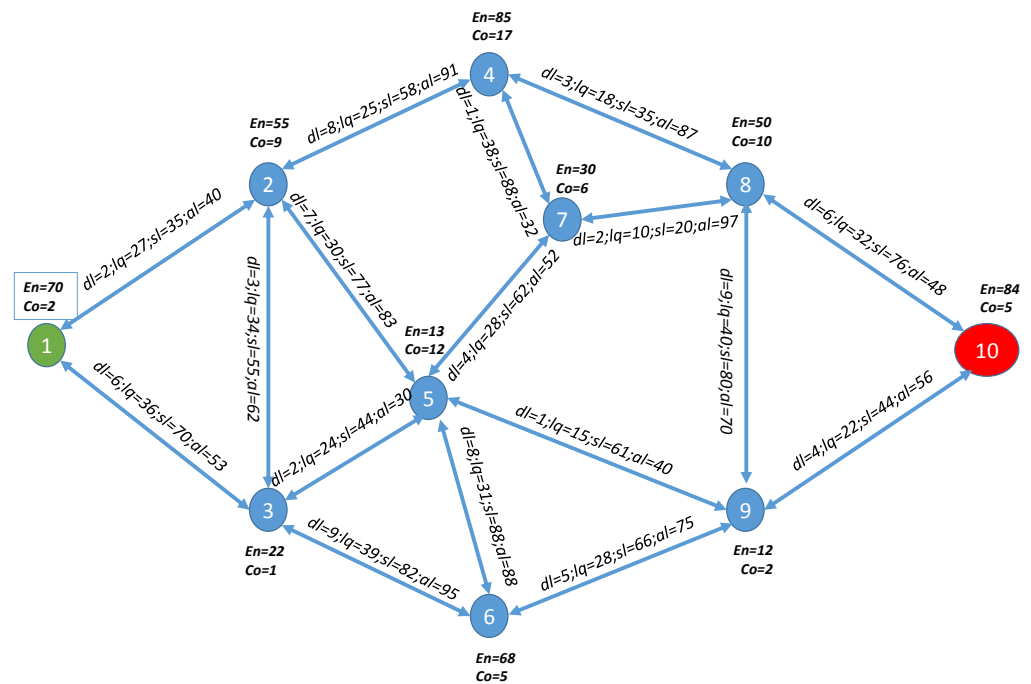 En=85
Co=17
4
dl=8;lq=25;sl=58;al=91
dl=3;lq=18;sl=35;al=87
dl=1;lq=38;sl=88;al=32
En=55
Co=9
2
En=50
Co=10
8
En=30
Co=6
7
dl=2;lq=27;sl=35;al=40
dl=7;lq=30;sl=77;al=83
dl=2;lq=10;sl=20;al=97
dl=6;lq=32;sl=76;al=48
dl=3;lq=34;sl=55;al=62
dl=4;lq=28;sl=62;al=52
dl=9;lq=40;sl=80;al=70
En=70
Co=2
1
En=84
Co=5
10
En=13
Co=12
5
dl=6;lq=36;sl=70;al=53
dl=2;lq=24;sl=44;al=30
dl=1;lq=15;sl=61;al=40
dl=4;lq=22;sl=44;al=56
dl=8;lq=31;sl=88;al=88
3
En=22
Co=1
9
En=12
Co=2
dl=9;lq=39;sl=82;al=95
dl=5;lq=28;sl=66;al=75
6
En=68
Co=5